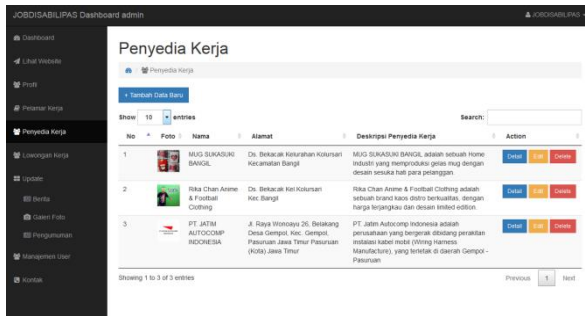 JOBDISABILIPAS Dashboard admin
JOBDISABILIPAS
Dashboard
Lihat Website
Profil
Pelamar Kerja
Penyedia Kerja
Lowongan Kerja
Update
Berita
Galeri Foto
Pengumuman
Manajemen User
Kontak
Penyedia Kerja
/ Penyedia Kerja
+ Tambah Data Baru
Show 10 entries
Search:
No Foto Nama Alamat Deskripsi Penyedia Kerja Action
1 MUG SUKASUKI Ds. Bekacak Kelurahan Kolursari MUG SUKASUKI BANGIL adalah sebuah Home Detail Edit Delete
BANGIL Kecamatan Bangil industri yang memproduksi gelas mug dengan
desain sesuka hati para pelanggan
2 Rika Chan Anime Ds. Bekacak Kel Kolursari Rika Chan Anime & Football Clothing adalah Detail Edit Delete
& Football Kec. Bangil sebuah brand kaos distro berkualitas, dengan
Clothing harga terjangkau dan desain limited edition
3 PT. JATIM Jl. Raya Wonoayu 26, Belakang PT. Jatim Autocomp Indonesia adalah Detail Edit Delete
AUTOCOMP Desa Gempol, Kec. Gempol, perusahaan yang bergerak dibidang perakitan
INDONESIA Pasuruan Jawa Timur Pasuruan instalasi kabel mobil (Wiring Harness
(Kota) Jawa Timur Manufacture), yang terletak di daerah Gempol -
Pasuruan
Showing 1 to 3 of 3 entries
Previous 1 Next